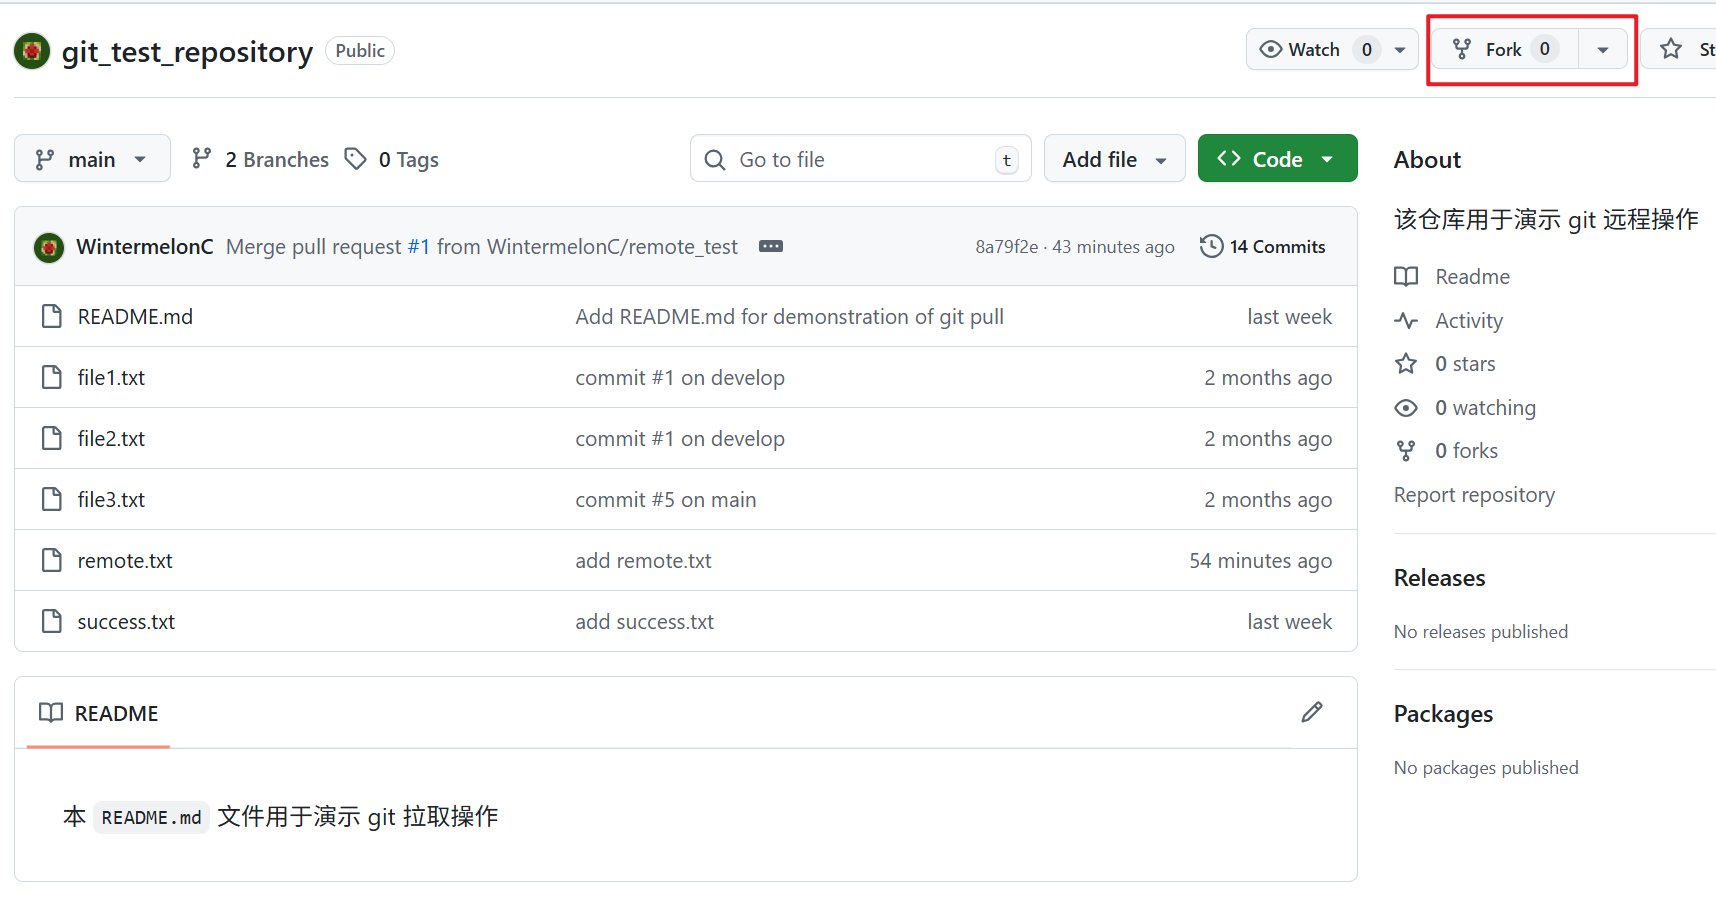 git_test_repository Public Watch 0 Fork 0 St
main 2 Branches 0 Tags Go to file t Add file Code
WintermelonC Merge pull request #1 from WintermelonC/remote_test 8a79f2e · 43 minutes ago 14 Commits
README.md Add README.md for demonstration of git pull last week
file1.txt commit #1 on develop 2 months ago
file2.txt commit #1 on develop 2 months ago
file3.txt commit #5 on main 2 months ago
remote.txt add remote.txt 54 minutes ago
success.txt add success.txt last week
README
本 README.md 文件用于演示 git 拉取操作
About
该仓库用于演示 git 远程操作
Readme
Activity
0 stars
0 watching
0 forks
Report repository
Releases
No releases published
Packages
No packages published